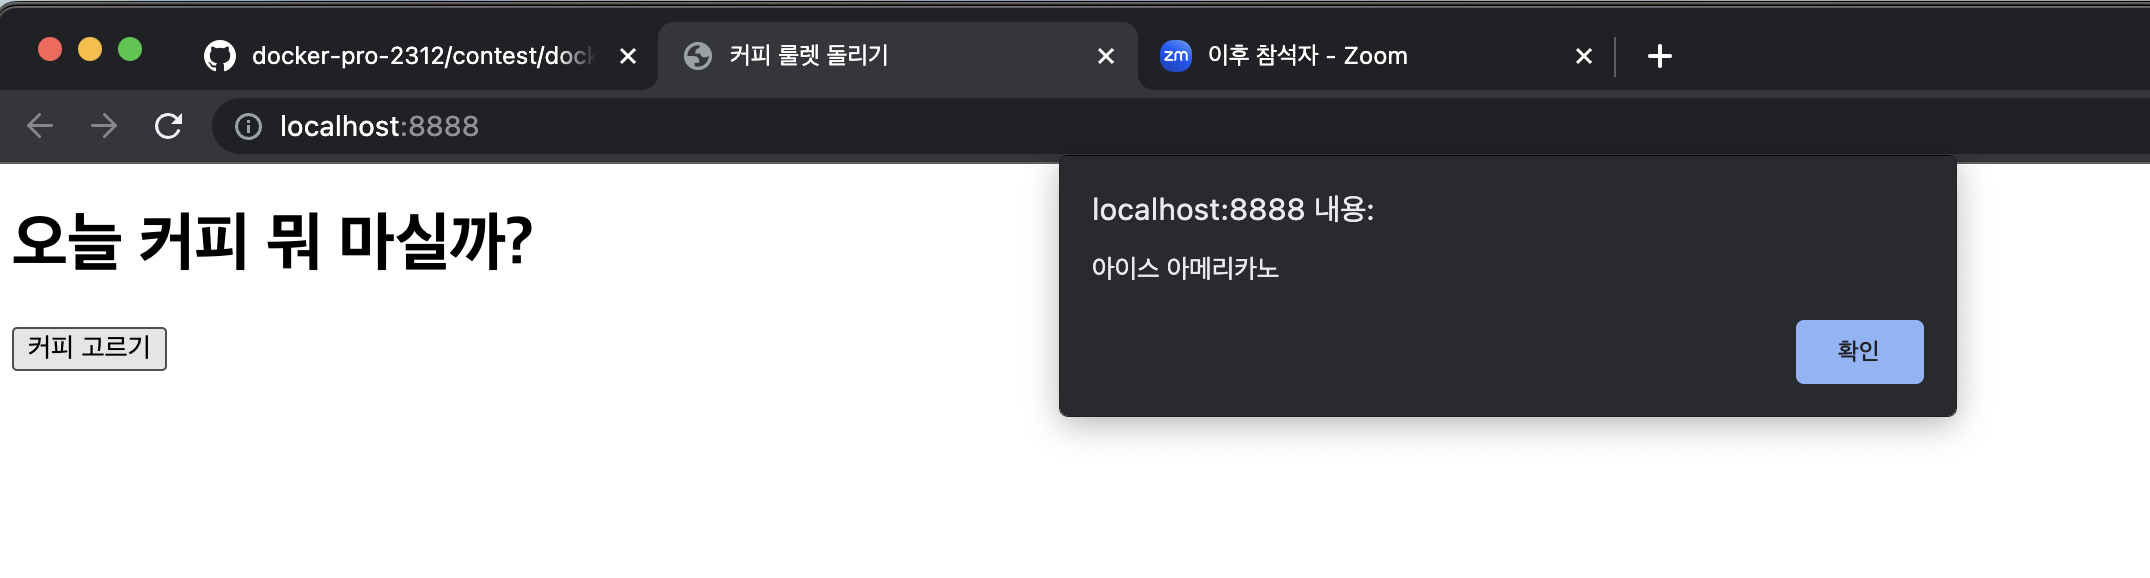 docker-pro-2312/contest/dock
커피 룰렛 돌리기
zm
이후 참석자 - Zoom
localhost:8888
오늘 커피 뭐 마실까?
커피 고르기
localhost:8888 내용:
아이스 아메리카노
확인